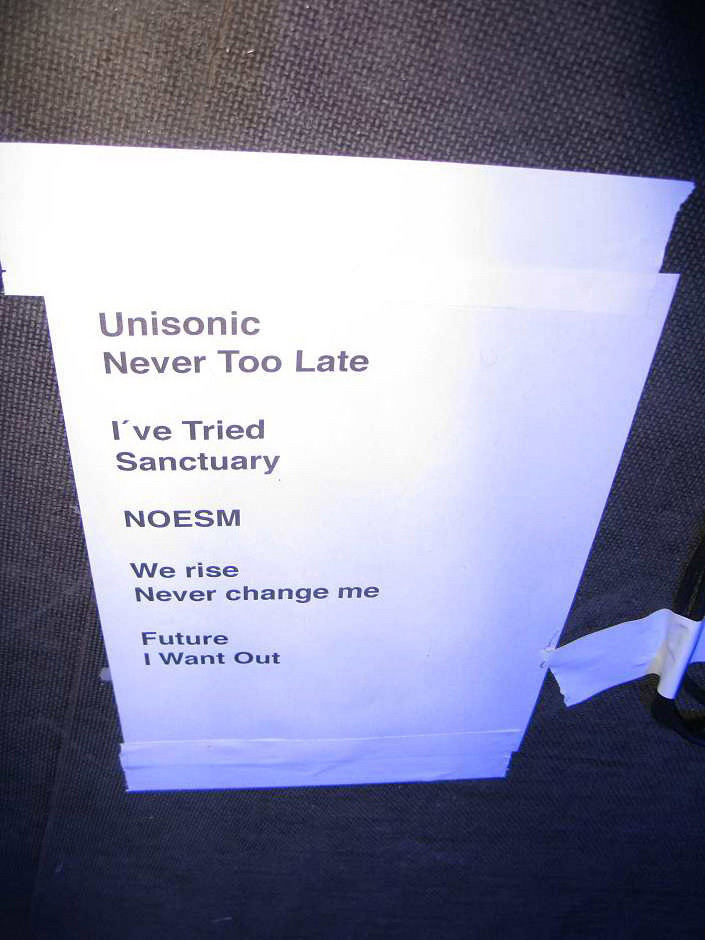 Unisonic
Never Too Late
I´ve Tried
Sanctuary
NOESM
We rise
Never change me
Future
I Want Out